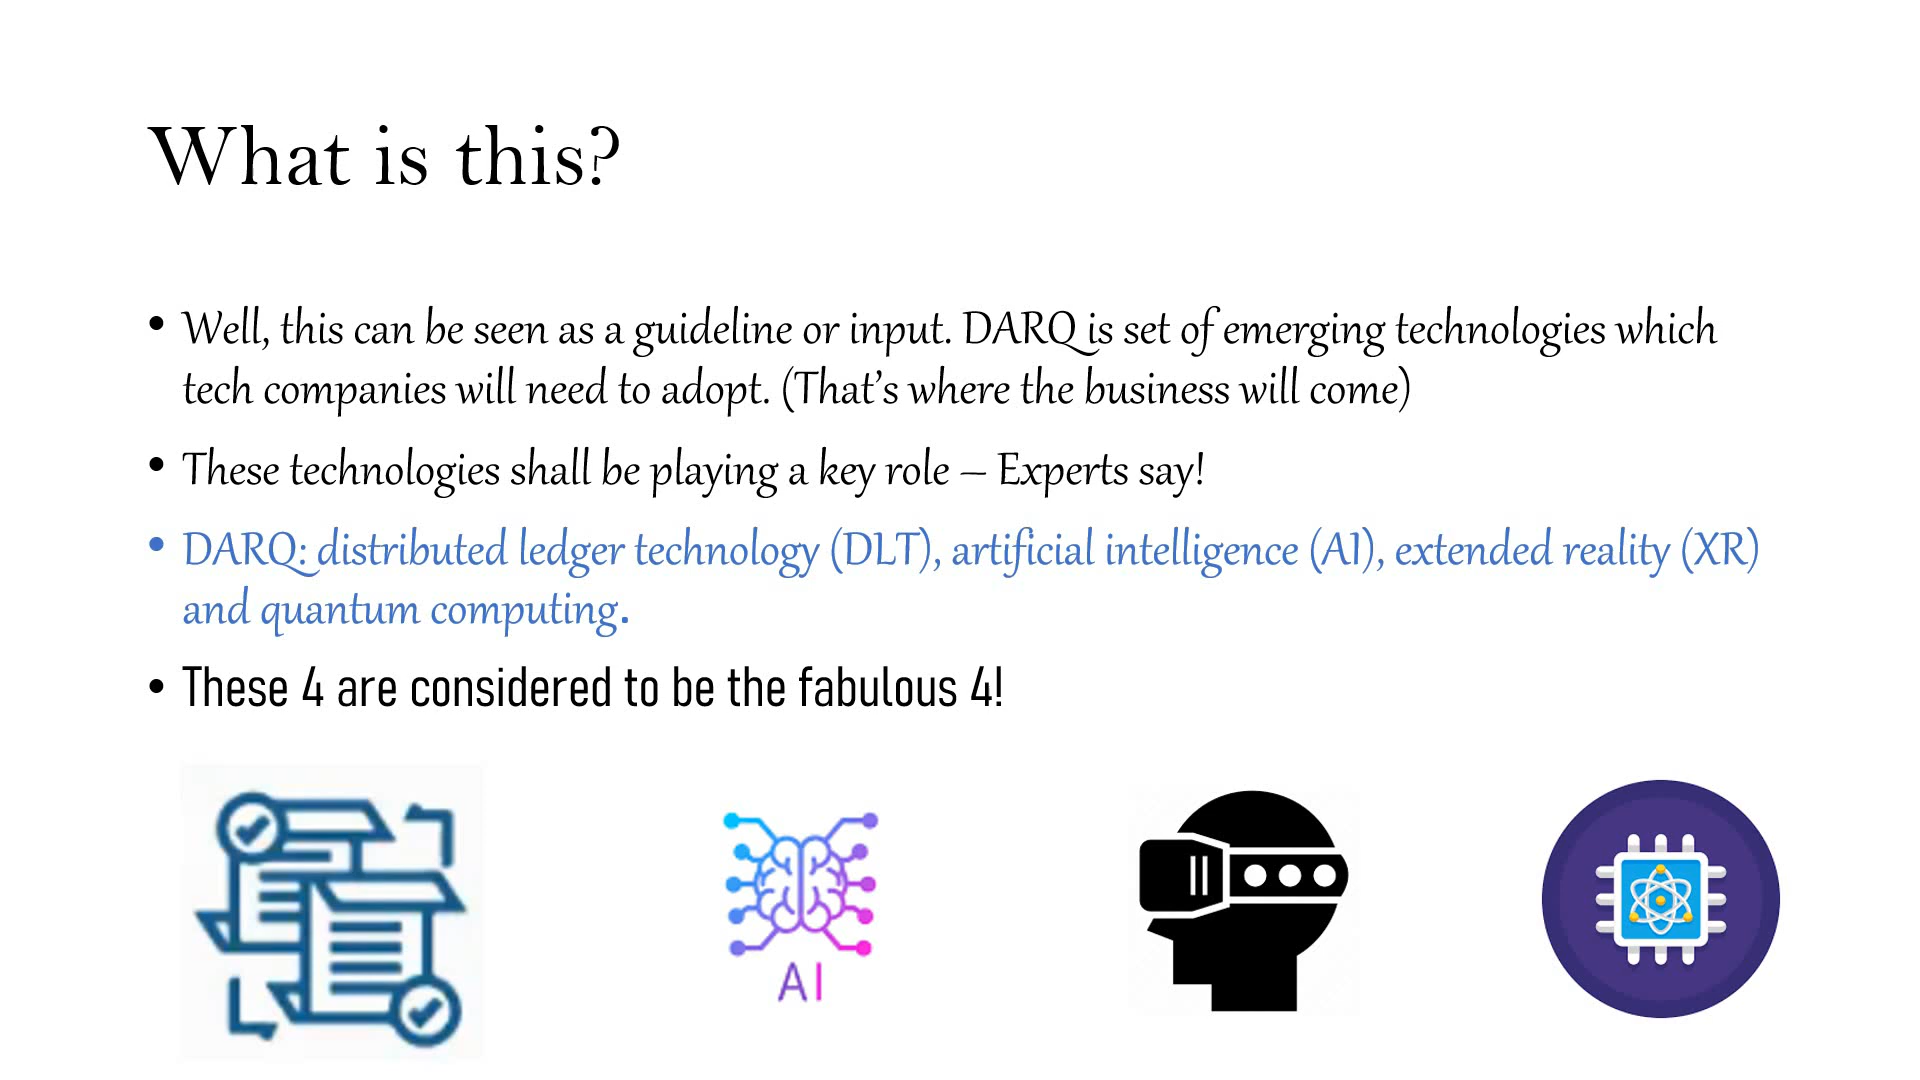 What is this?
• Well, this can be seen as a guideline or input. DARQ is set of emerging technologies which
tech companies will need to adopt. (That’s where the business will come)
• These technologies shall be playing a key role – Experts say!
• DARQ: distributed ledger technology (DLT), artificial intelligence (AI), extended reality (XR)
and quantum computing.
• These 4 are considered to be the fabulous 4!
AI